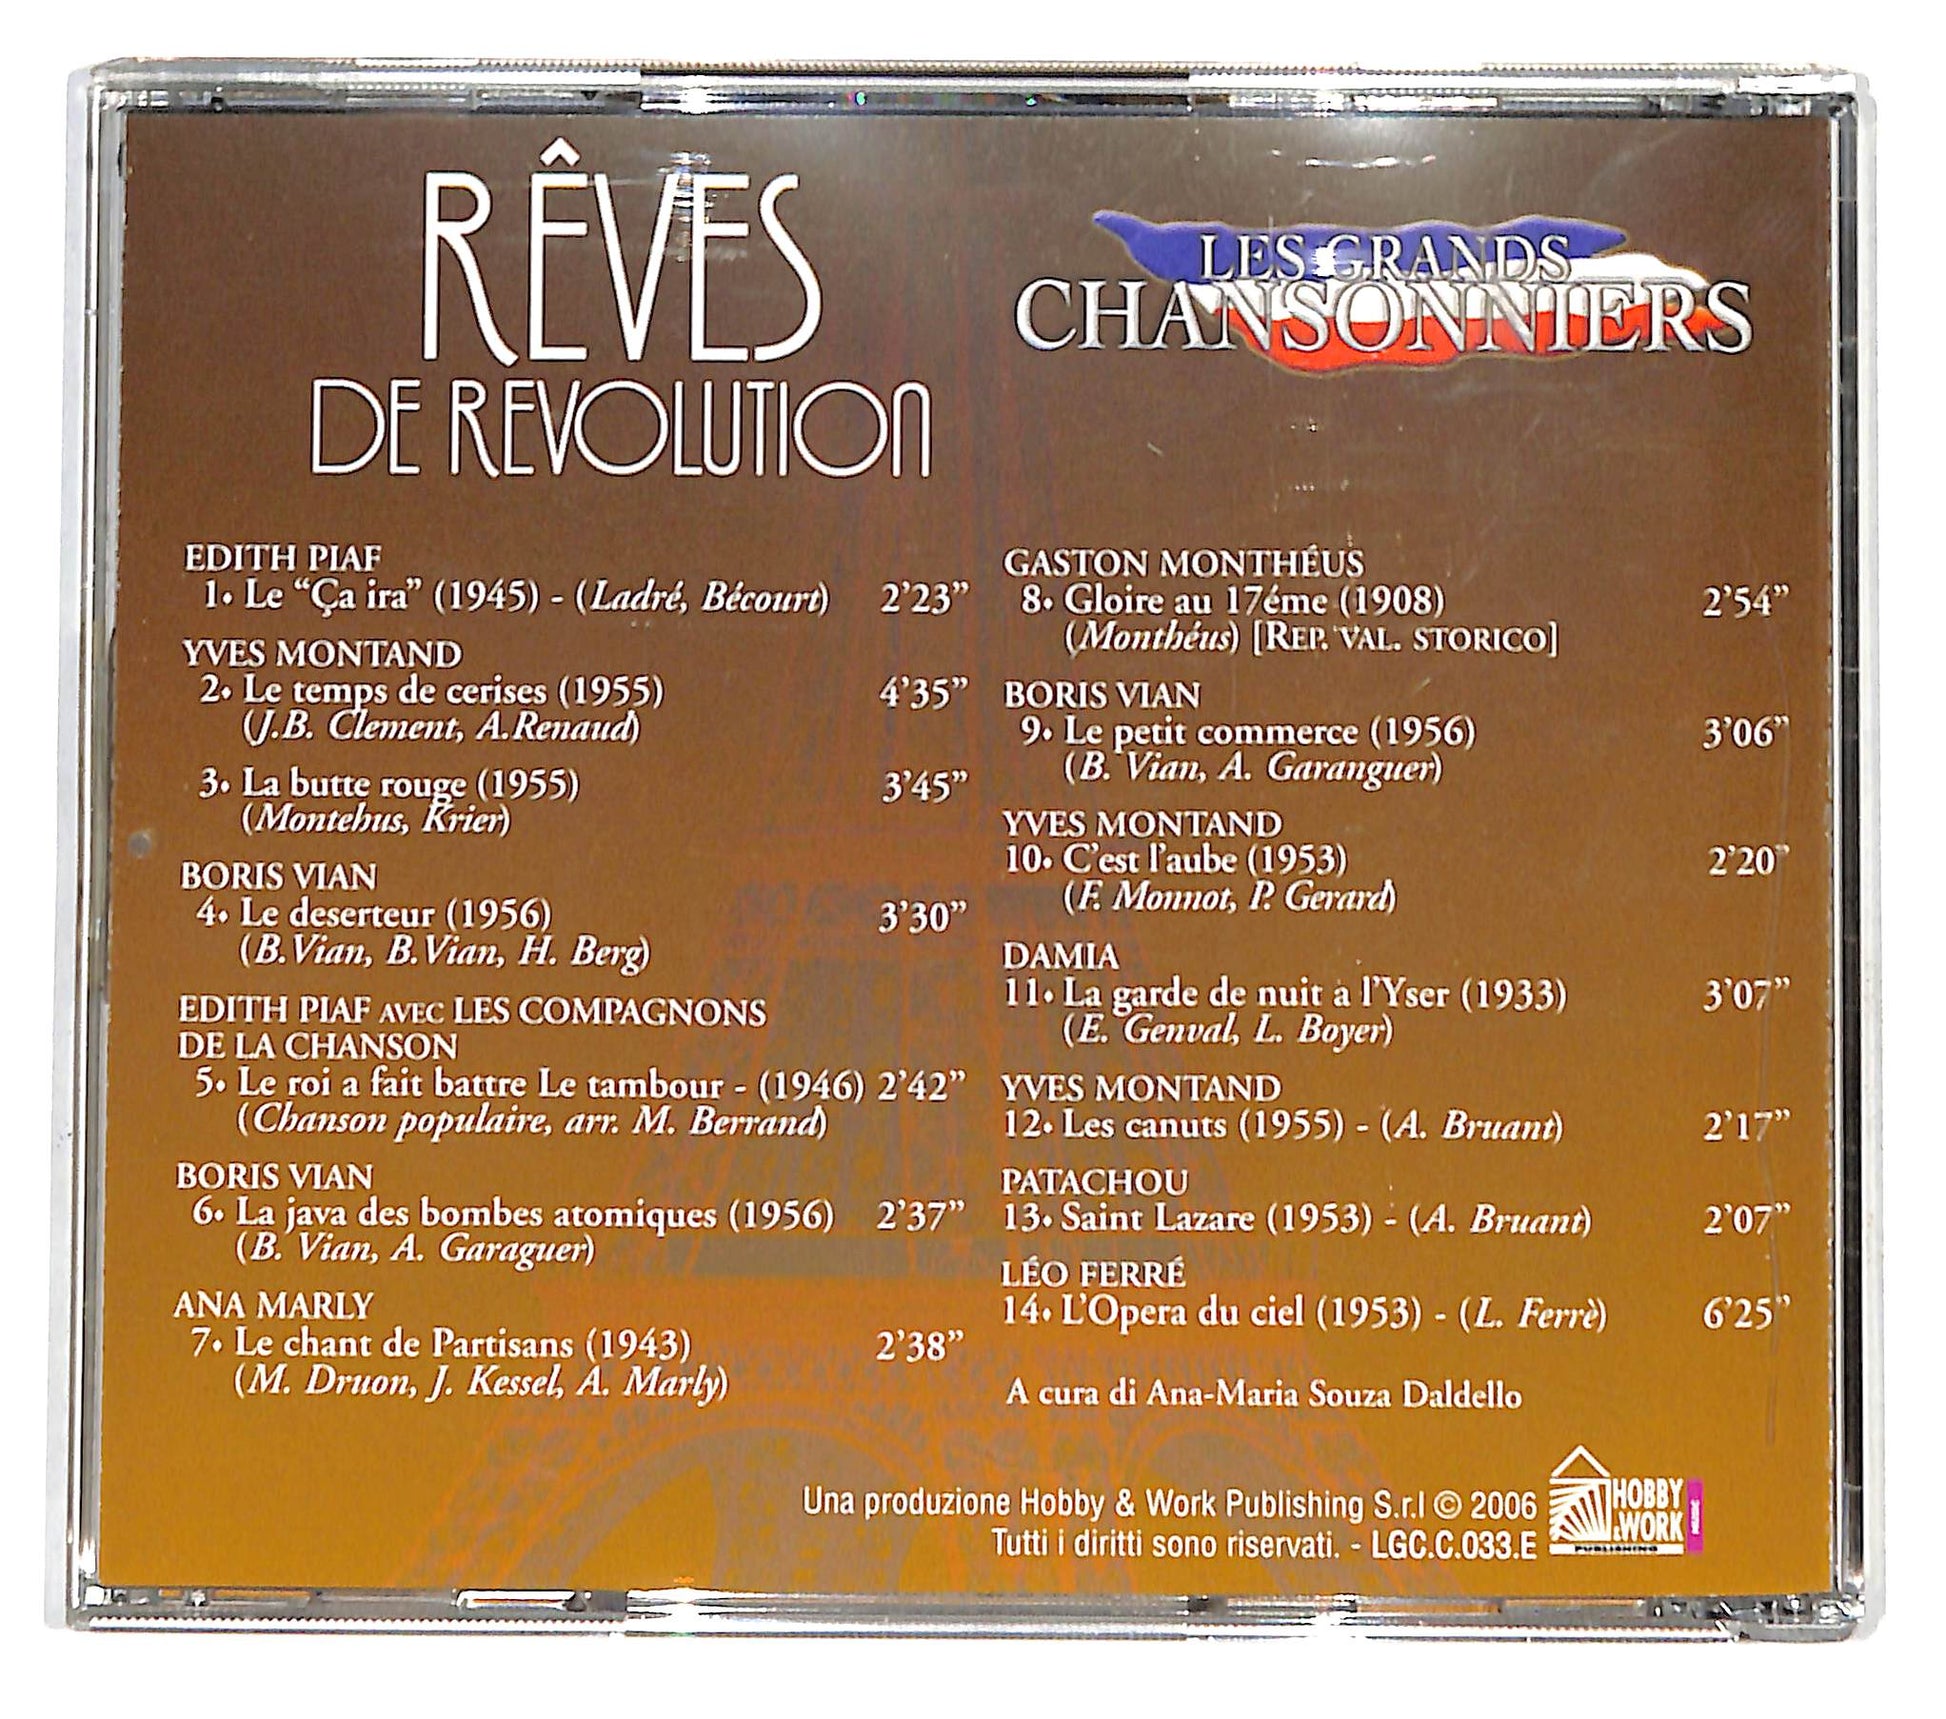 RÊVES
DE REVOLUTION
LES GRANDS
CHANSONNIERS
EDITH PIAF
1• Le “Ça ira” (1945) - (Ladré, Bécourt) 2’23”
YVES MONTAND
2• Le temps de cerises (1955) 4’35”
(J.B. Clement, A.Renaud)
3• La butte rouge (1955) 3’45”
(Montehus, Krier)
BORIS VIAN
4• Le deserteur (1956) 3’30”
(B.Vian, B.Vian, H. Berg)
EDITH PIAF AVEC LES COMPAGNONS
DE LA CHANSON
5• Le roi a fait battre Le tambour - (1946) 2’42”
(Chanson populaire, arr. M. Berrand)
BORIS VIAN
6• La java des bombes atomiques (1956) 2’37”
(B. Vian, A. Garaguer)
ANA MARLY
7• Le chant de Partisans (1943) 2’38”
(M. Druon, J. Kessel, A. Marly)
GASTON MONTHÉUS
8• Gloire au 17éme (1908) 2’54”
(Monthéus) [REP. VAL. STORICO]
BORIS VIAN
9• Le petit commerce (1956) 3’06”
(B. Vian, A. Garanguer)
YVES MONTAND
10• C’est l’aube (1953) 2’20”
(F. Monnot, P. Gerard)
DAMIA
11• La garde de nuit à l’Yser (1933) 3’07”
(E. Genval, L. Boyer)
YVES MONTAND
12• Les canuts (1955) - (A. Bruant) 2’17”
PATACHOU
13• Saint Lazare (1953) - (A. Bruant) 2’07”
LÉO FERRÉ
14• L’Opera du ciel (1953) - (L. Ferrè) 6’25”
A cura di Ana-Maria Souza Daldello
Una produzione Hobby & Work Publishing S.r.l © 2006
Tutti i diritti sono riservati. - LGC.C.033.E
HOBBY
& WORK
PUBLISHING